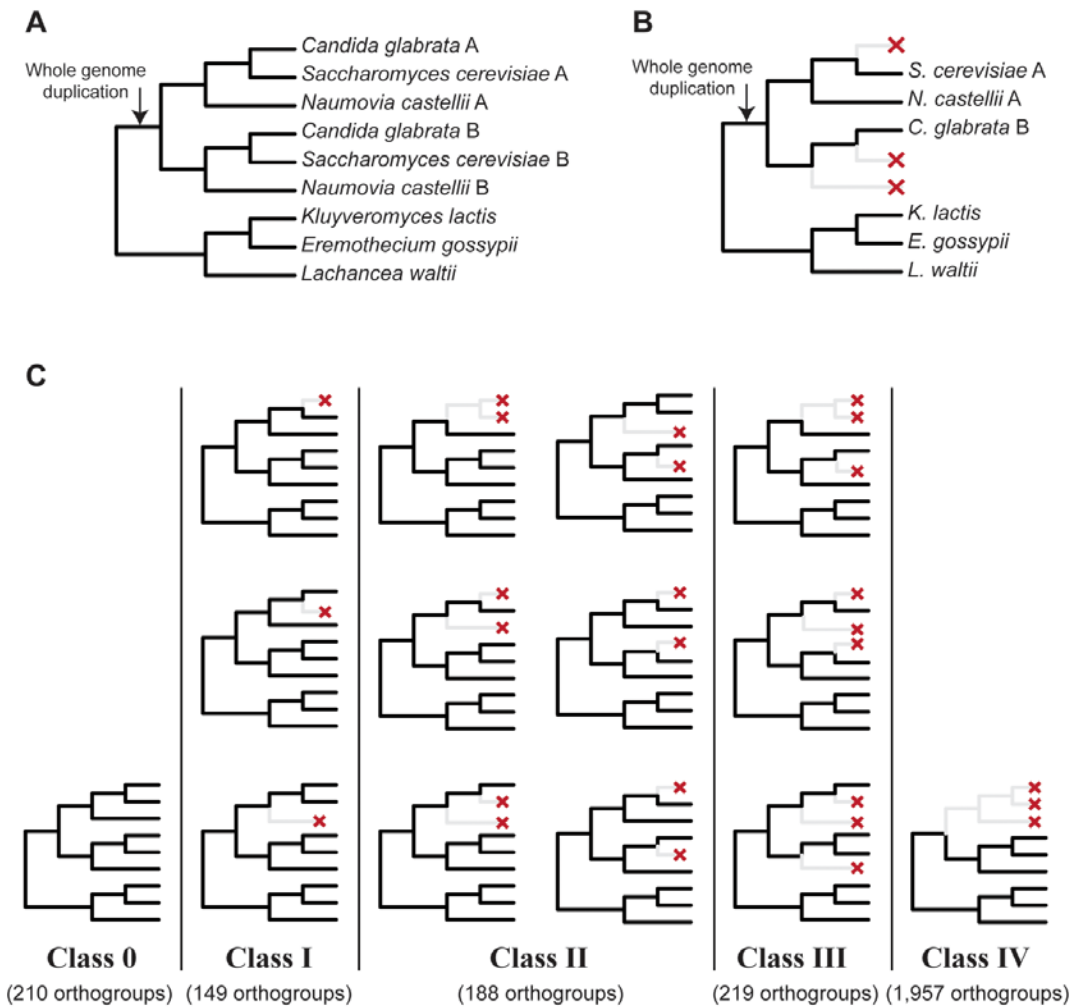 A
Whole genome
duplication
Candida glabrata A
Saccharomyces cerevisiae A
Naumovia castellii A
Candida glabrata B
Saccharomyces cerevisiae B
Naumovia castellii B
Kluyveromyces lactis
Eremothecium gossypii
Lachancea waltii
B
Whole genome
duplication
S. cerevisiae A
N. castellii A
C. glabrata B
K. lactis
E. gossypii
L. waltii
C
Class 0
(210 orthogroups)
Class I
(149 orthogroups)
Class II
(188 orthogroups)
Class III
(219 orthogroups)
Class IV
(1,957 orthogroups)